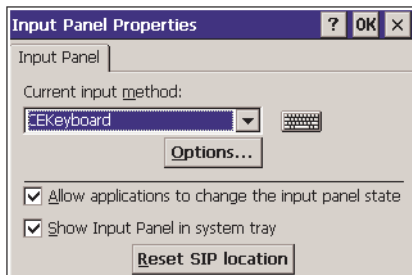 Input Panel Properties ? OK ×
Input Panel
Current input method:
CEKeyboard
Options...
Allow applications to change the input panel state
Show Input Panel in system tray
Reset SIP location